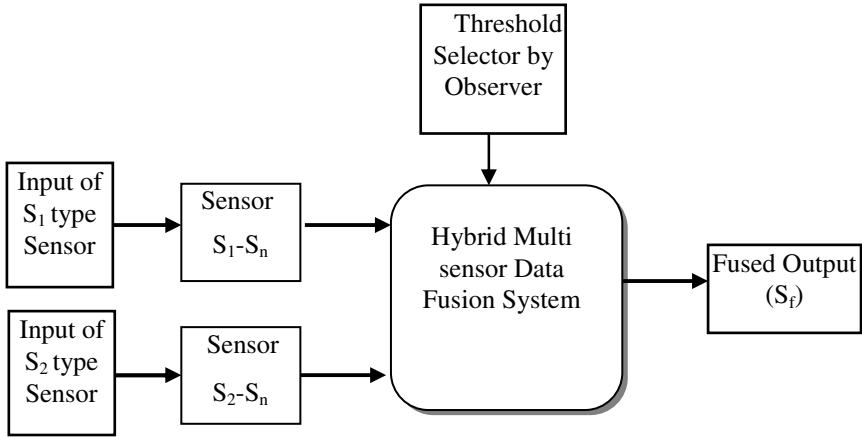 Threshold
Selector by
Observer
Input of
S₁ type
Sensor
Sensor
S₁-Sₙ
Hybrid Multi
sensor Data
Fusion System
Fused Output
(S_f)
Input of
S₂ type
Sensor
Sensor
S₂-Sₙ